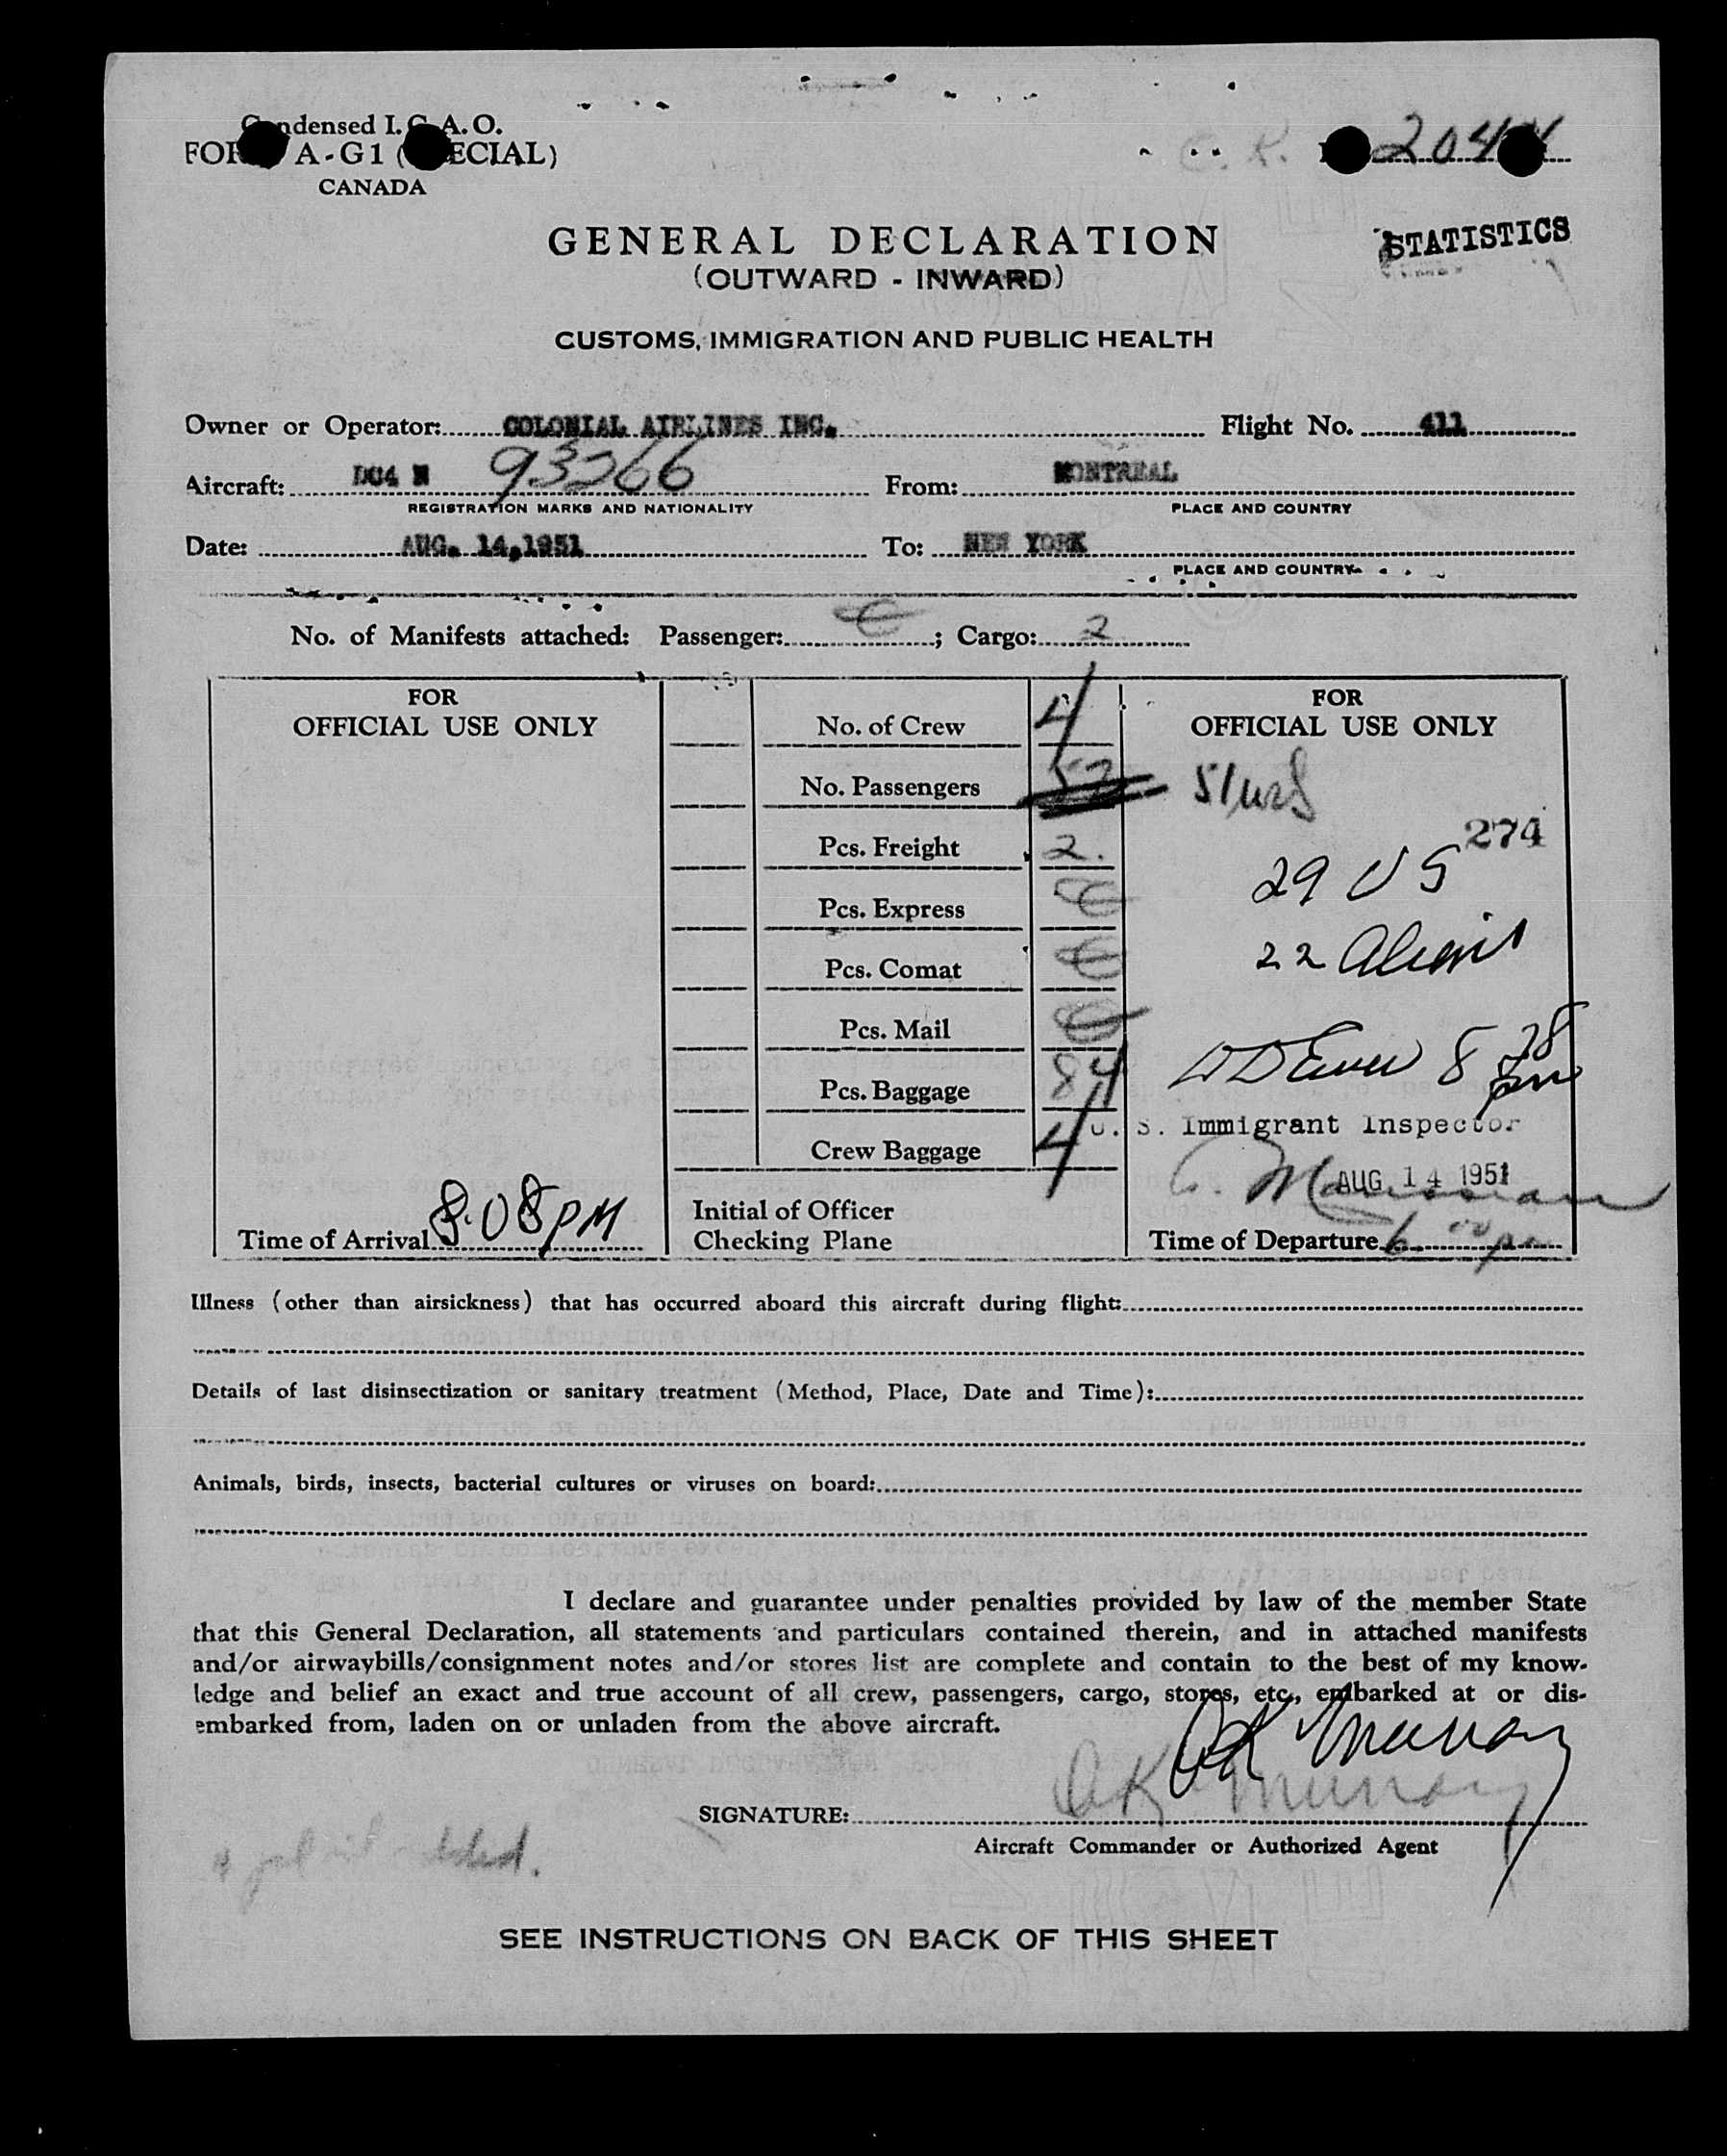 Condensed I.C.A.O.
FORM A-G1 (SPECIAL)
CANADA
2044
STATISTICS
GENERAL DECLARATION
(OUTWARD - INWARD)
CUSTOMS, IMMIGRATION AND PUBLIC HEALTH
Owner or Operator: COLONIAL AIRLINES INC. Flight No. 411
Aircraft: DC4 N 93266 From: MONTREAL
REGISTRATION MARKS AND NATIONALITY PLACE AND COUNTRY
Date: AUG. 14,1951 To: NEW YORK
PLACE AND COUNTRY
No. of Manifests attached: Passenger: ; Cargo: 2
FOR
OFFICIAL USE ONLY
No. of Crew 4
No. Passengers 52
Pcs. Freight 2.
Pcs. Express
Pcs. Comat
Pcs. Mail
Pcs. Baggage 84
Crew Baggage 4
Initial of Officer
Checking Plane
Time of Arrival 8:08 PM
FOR
OFFICIAL USE ONLY
51
274
29 US
22 Aliens
8 28 pm
U. S. Immigrant Inspector
AUG 14 1951
Time of Departure 6
Illness (other than airsickness) that has occurred aboard this aircraft during flight:
Details of last disinsectization or sanitary treatment (Method, Place, Date and Time):
Animals, birds, insects, bacterial cultures or viruses on board:
I declare and guarantee under penalties provided by law of the member State
that this General Declaration, all statements and particulars contained therein, and in attached manifests
and/or airwaybills/consignment notes and/or stores list are complete and contain to the best of my know-
ledge and belief an exact and true account of all crew, passengers, cargo, stores, etc., embarked at or dis-
embarked from, laden on or unladen from the above aircraft.
OK Murray
SIGNATURE: OK Murray
Aircraft Commander or Authorized Agent
SEE INSTRUCTIONS ON BACK OF THIS SHEET